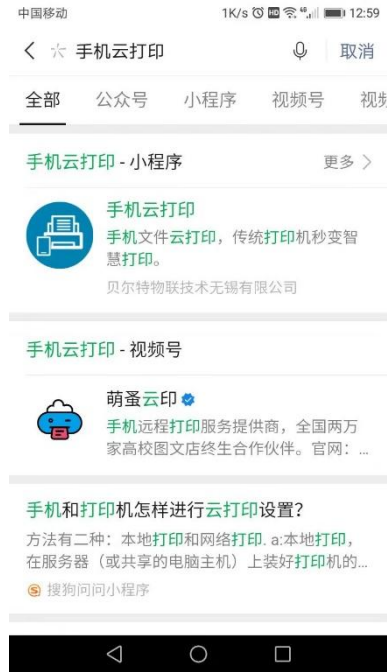 中国移动 1K/s HD 46 12:59
手机云打印 取消
全部 公众号 小程序 视频号 视频
手机云打印 - 小程序 更多
手机云打印
手机文件云打印，传统打印机秒变智
慧打印。
贝尔特物联技术无锡有限公司
手机云打印 - 视频号
萌蚤云印
手机远程打印服务提供商，全国两万
家高校图文店终生合作伙伴。官网：...
手机和打印机怎样进行云打印设置？
方法有二种：本地打印和网络打印. a:本地打印，
在服务器（或共享的电脑主机）上装好打印机的...
搜狗问问小程序